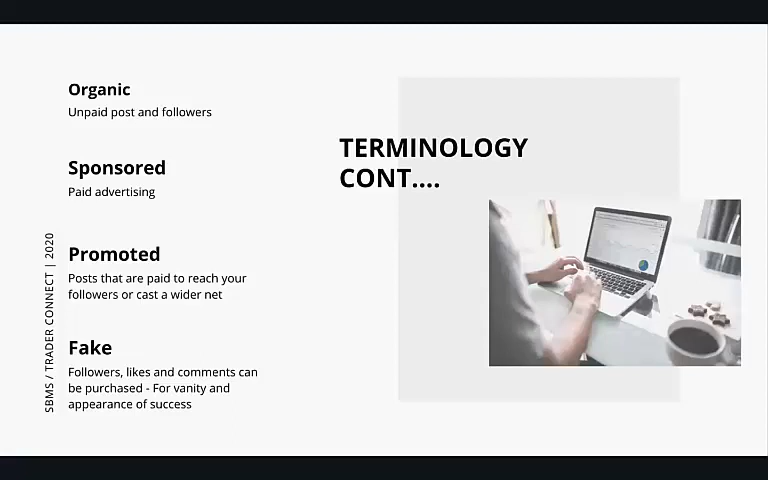 Organic
Unpaid post and followers
Sponsored
Paid advertising
Promoted
Posts that are paid to reach your
followers or cast a wider net
Fake
Followers, likes and comments can
be purchased - For vanity and
appearance of success
SBMS / TRADER CONNECT | 2020
TERMINOLOGY
CONT....